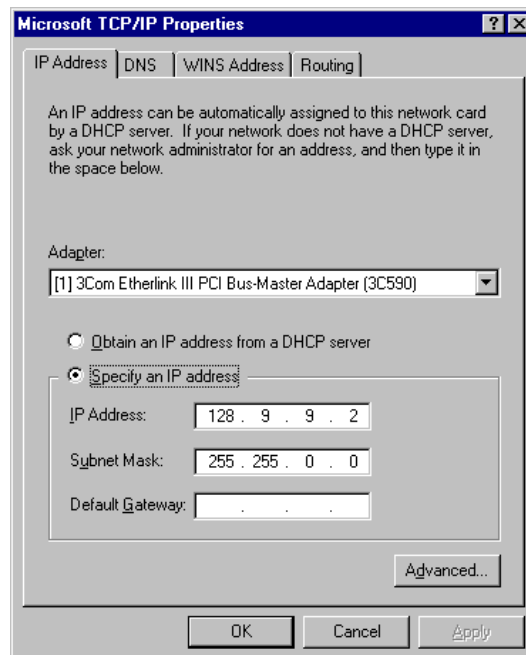 Microsoft TCP/IP Properties
IP Address DNS WINS Address Routing
An IP address can be automatically assigned to this network card
by a DHCP server. If your network does not have a DHCP server,
ask your network administrator for an address, and then type it in
the space below.
Adapter:
[1] 3Com Etherlink III PCI Bus-Master Adapter (3C590)
Obtain an IP address from a DHCP server
Specify an IP address
IP Address: 128 . 9 . 9 . 2
Subnet Mask: 255 . 255 . 0 . 0
Default Gateway: . . .
Advanced...
OK Cancel Apply